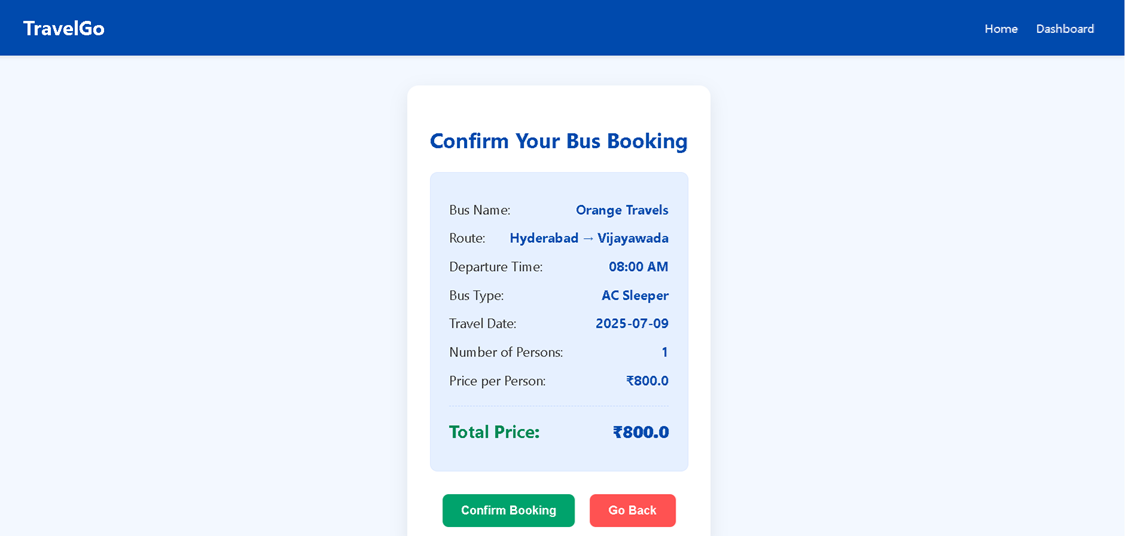 TravelGo Home Dashboard
Confirm Your Bus Booking
Bus Name: Orange Travels
Route: Hyderabad → Vijayawada
Departure Time: 08:00 AM
Bus Type: AC Sleeper
Travel Date: 2025-07-09
Number of Persons: 1
Price per Person: ₹800.0
Total Price: ₹800.0
Confirm Booking Go Back